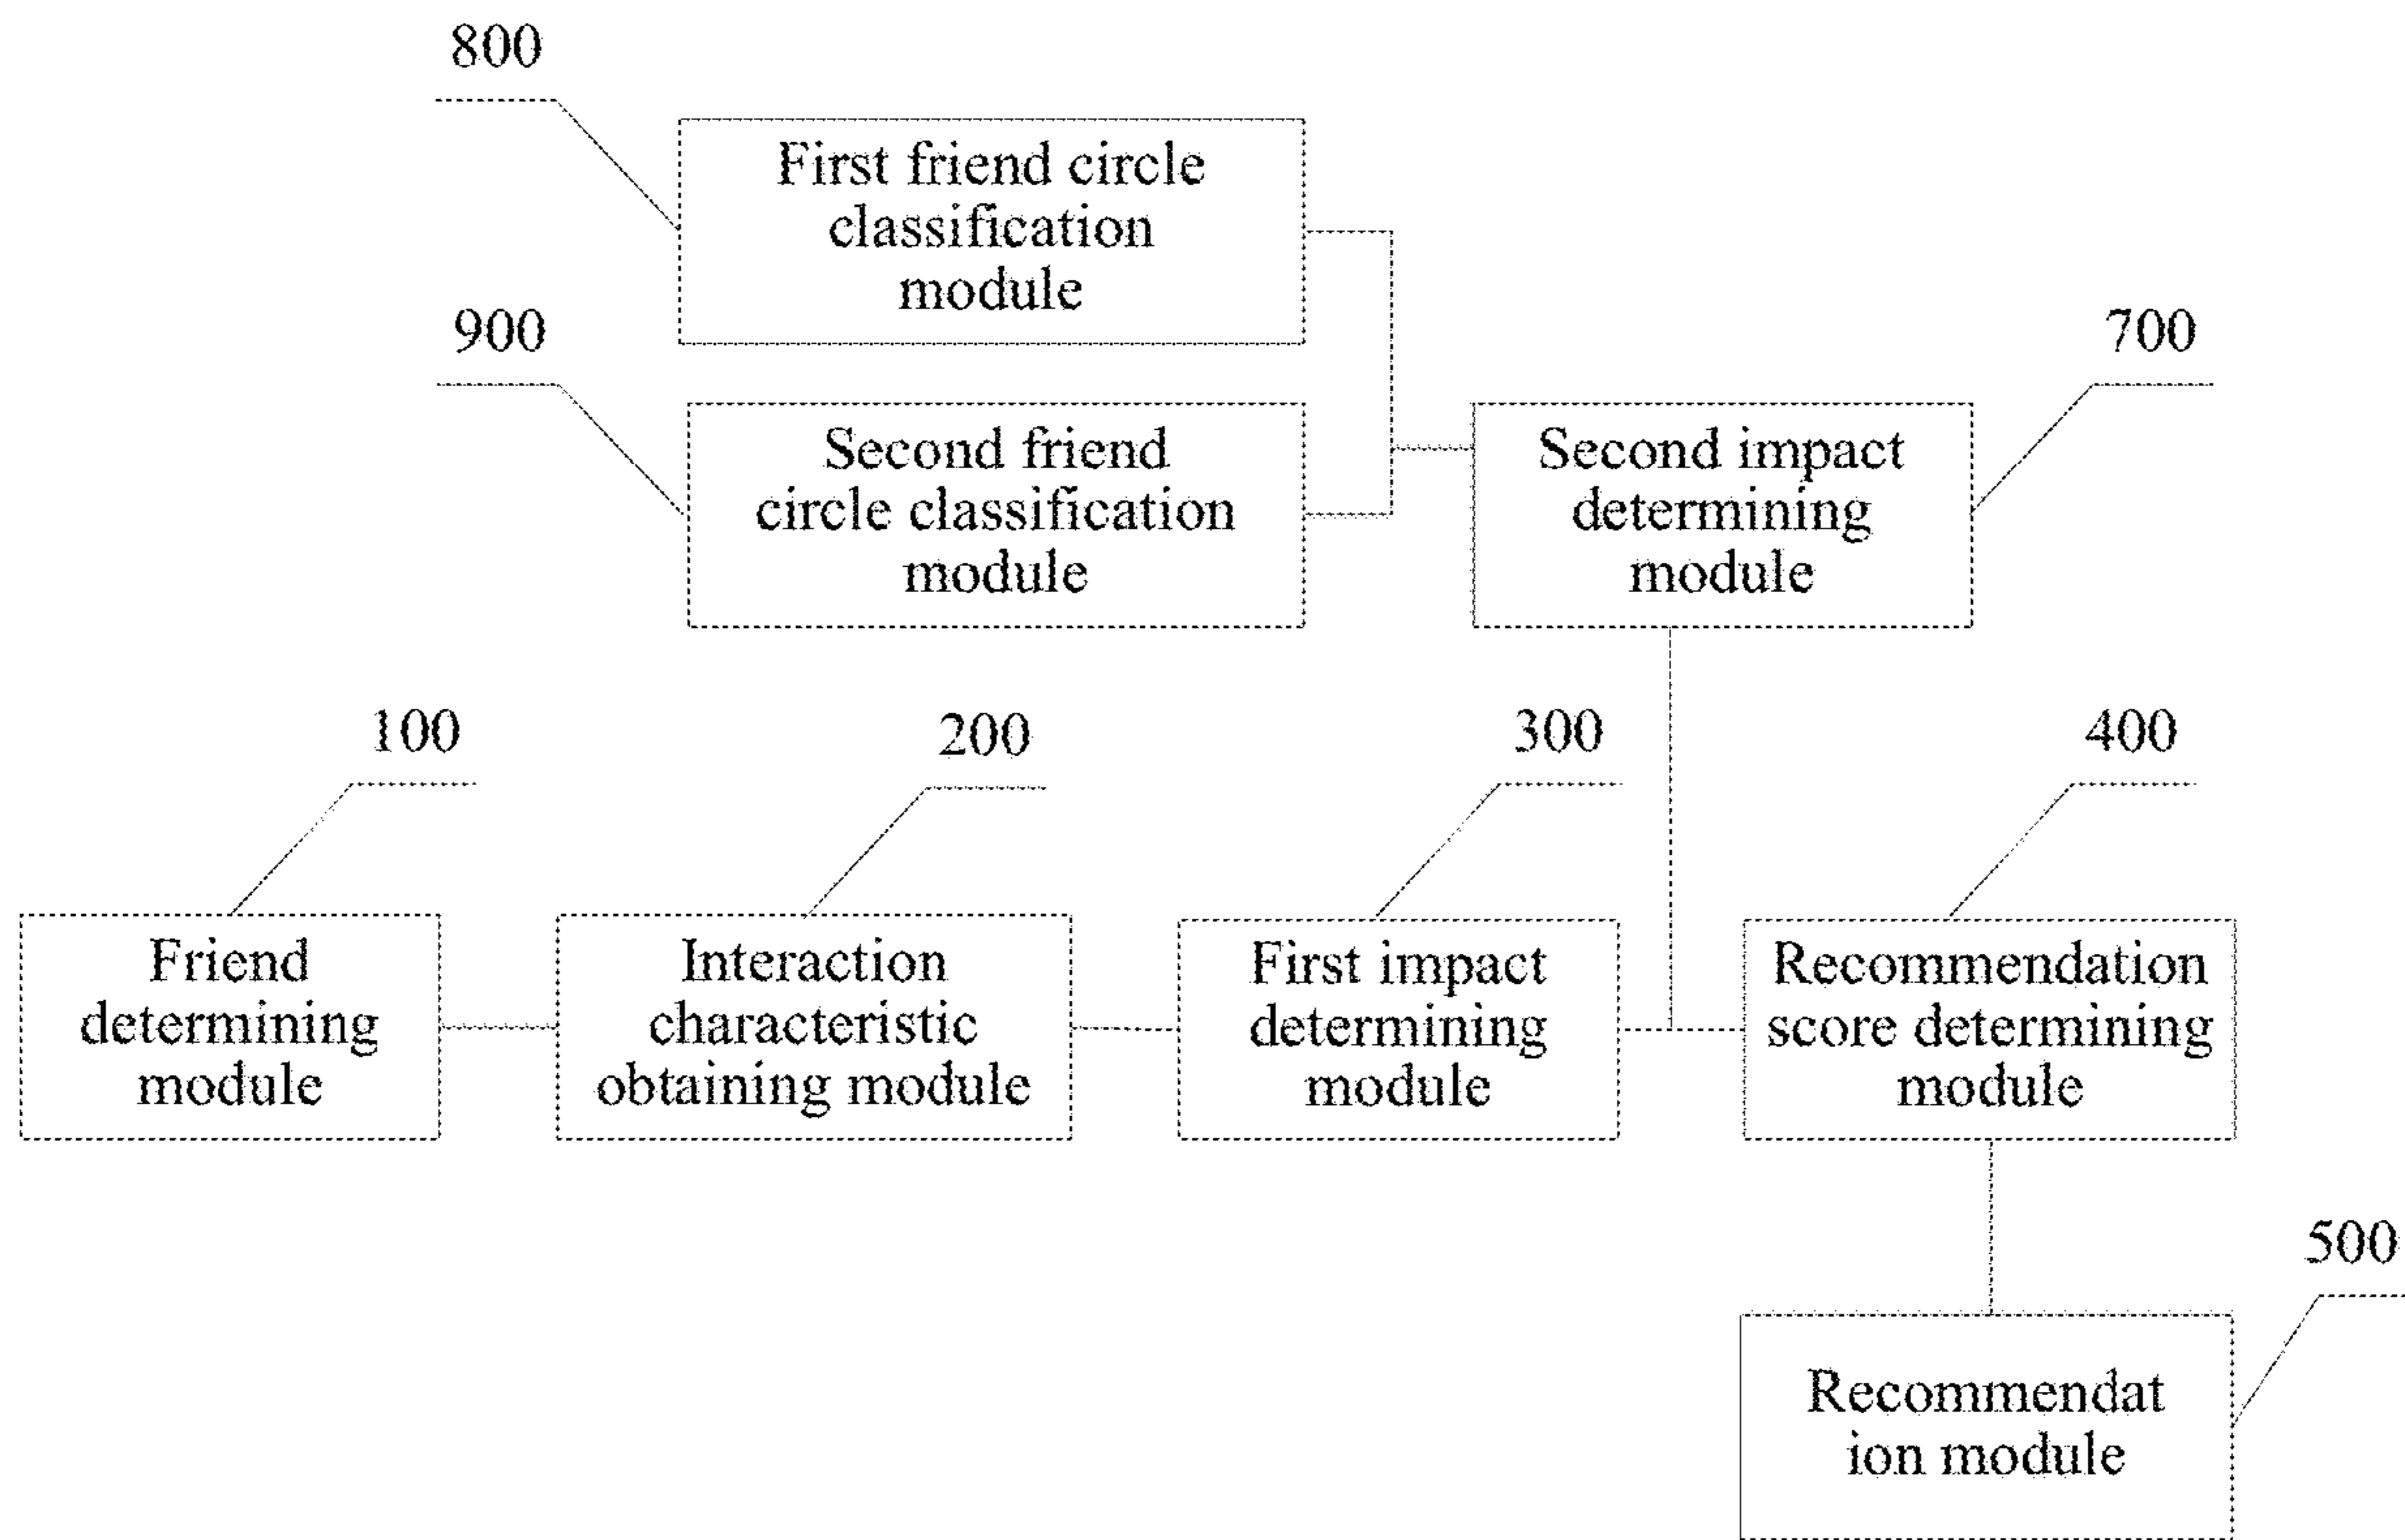 800
First friend circle
classification
module
900
Second friend
circle classification
module
700
Second impact
determining
module
100
Friend
determining
module
200
Interaction
characteristic
obtaining module
300
First impact
determining
module
400
Recommendation
score determining
module
500
Recommendat
ion module